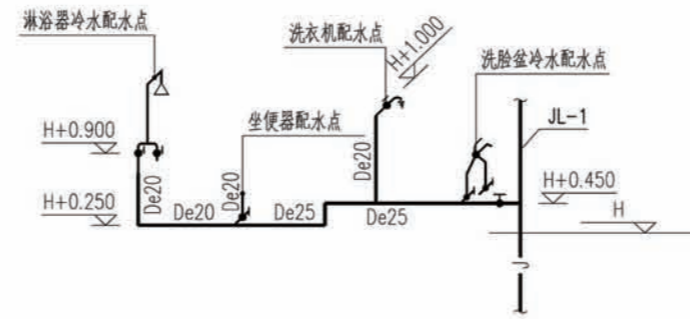 淋浴器冷水配水点
洗衣机配水点
H+1.000
洗脸盆冷水配水点
坐便器配水点
JL-1
H+0.900
De20
De20
De20
H+0.250
De20
De25
De25
H+0.450
H
J